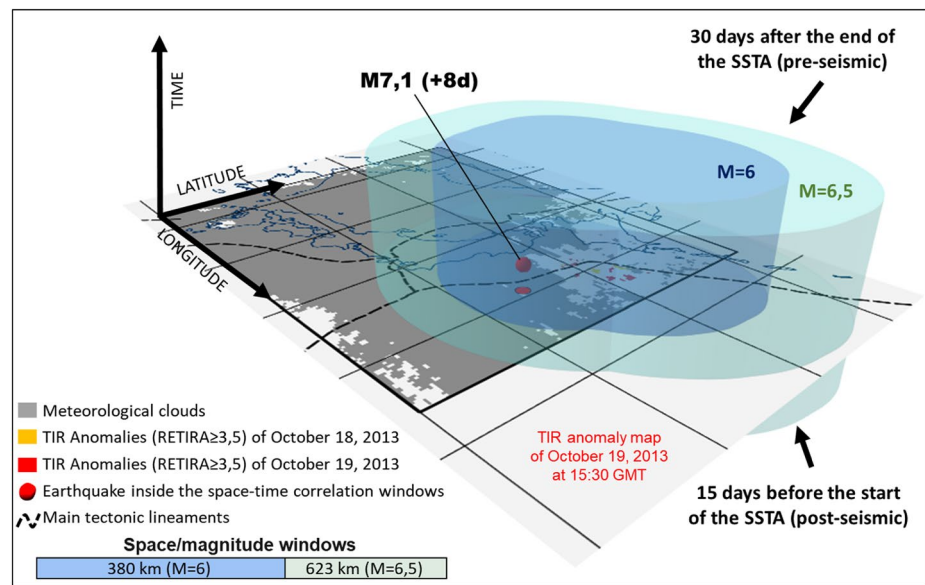 30 days after the end of
the SSTA (pre-seismic)
M7,1 (+8d)
TIME
LATITUDE
LONGITUDE
M=6
M=6,5
Meteorological clouds
TIR Anomalies (RETIRA≥3,5) of October 18, 2013
TIR Anomalies (RETIRA≥3,5) of October 19, 2013
Earthquake inside the space-time correlation windows
Main tectonic lineaments
Space/magnitude windows
380 km (M=6)
623 km (M=6,5)
TIR anomaly map
of October 19, 2013
at 15:30 GMT
15 days before the start
of the SSTA (post-seismic)